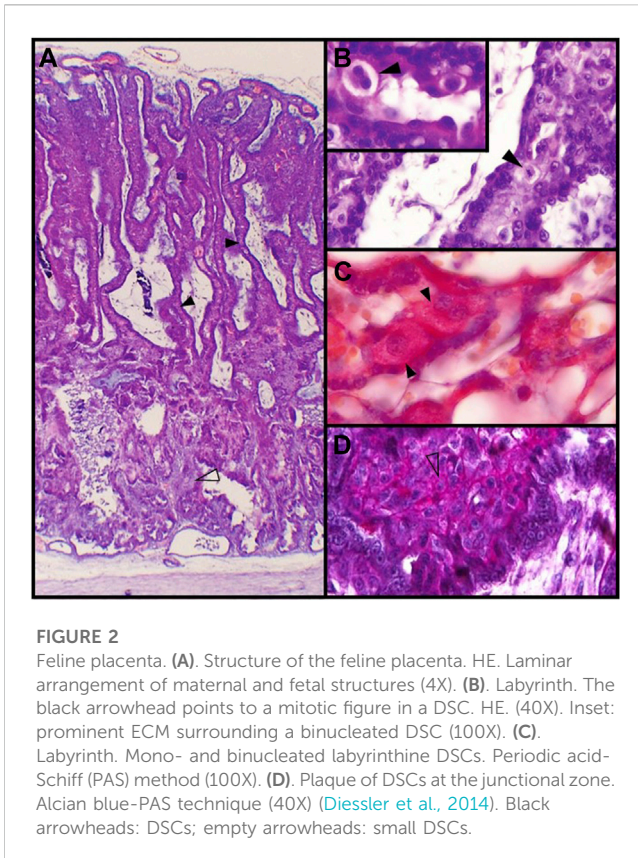 A
B
C
D
FIGURE 2
Feline placenta. (A). Structure of the feline placenta. HE. Laminar
arrangement of maternal and fetal structures (4X). (B). Labyrinth. The
black arrowhead points to a mitotic figure in a DSC. HE. (40X). Inset:
prominent ECM surrounding a binucleated DSC (100X). (C).
Labyrinth. Mono- and binucleated labyrinthine DSCs. Periodic acid-
Schiff (PAS) method (100X). (D). Plaque of DSCs at the junctional zone.
Alcian blue-PAS technique (40X) (Diessler et al., 2014). Black
arrowheads: DSCs; empty arrowheads: small DSCs.